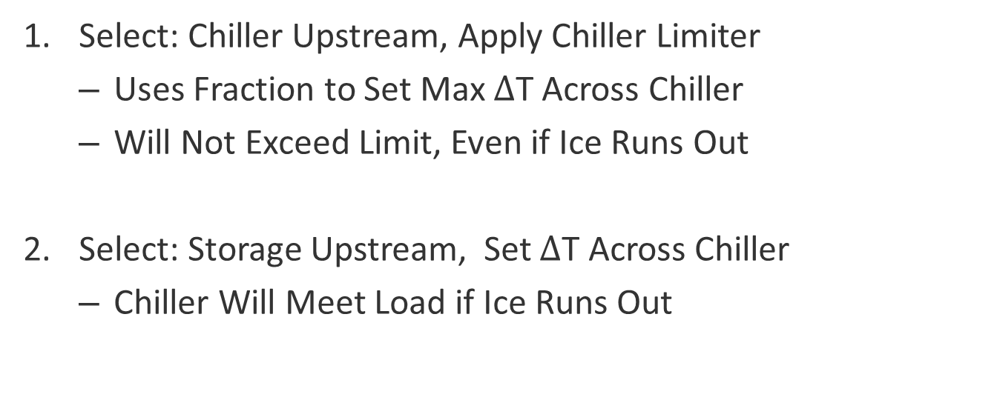 1. Select: Chiller Upstream, Apply Chiller Limiter
– Uses Fraction to Set Max ΔT Across Chiller
– Will Not Exceed Limit, Even if Ice Runs Out
2. Select: Storage Upstream,  Set ΔT Across Chiller
– Chiller Will Meet Load if Ice Runs Out